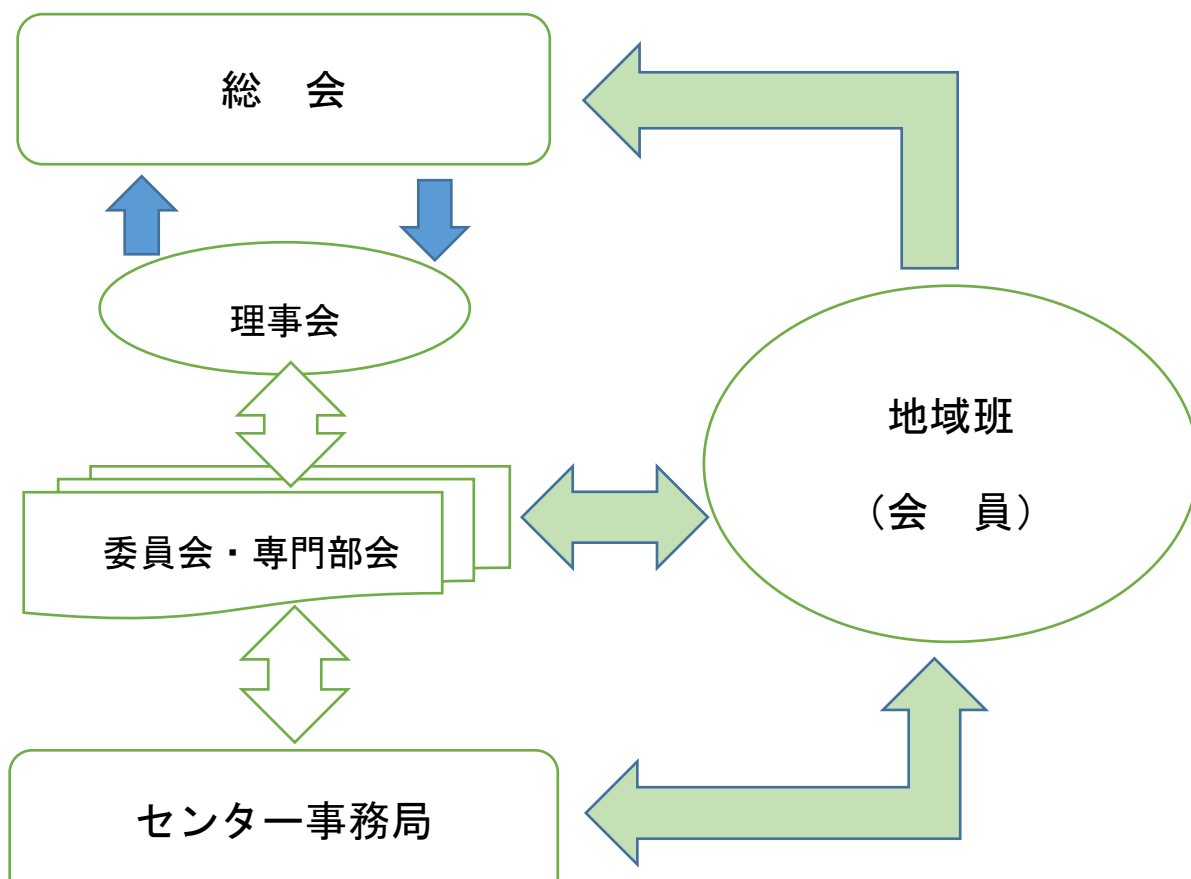 総　会
理事会
地域班
（会　員）
委員会・専門部会
センター事務局